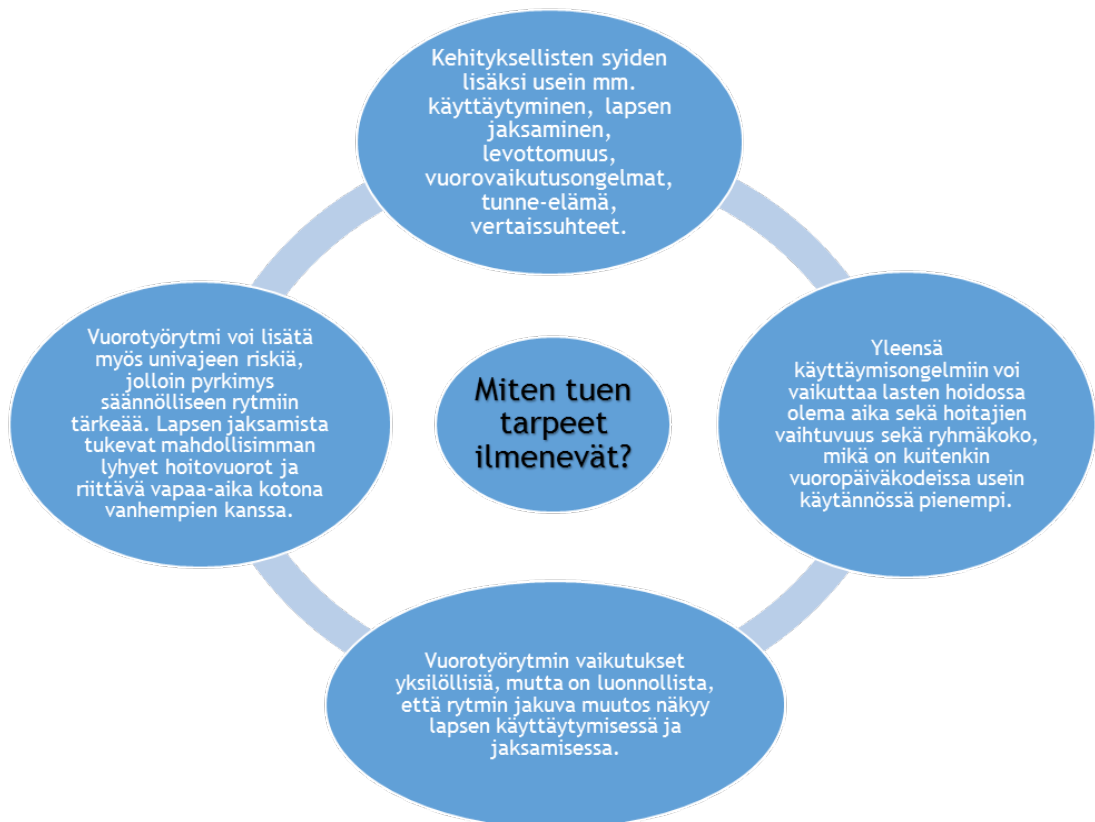 Kehityksellisten syiden
lisäksi usein mm.
käyttäytyminen, lapsen
jaksaminen,
levottomuus,
vuorovaikutusongelmat,
tunne-elämä,
vertaissuhteet.
Vuorotyörytmi voi lisätä
myös univajeen riskiä,
jolloin pyrkimys
säännölliseen rytmiin
tärkeää. Lapsen jaksamista
tukevat mahdollisimman
lyhyet hoitovuorot ja
riittävä vapaa-aika kotona
vanhempien kanssa.
Miten tuen
tarpeet
ilmenevät?
Yleensä
käyttäymisongelmiin voi
vaikuttaa lasten hoidossa
olema aika sekä hoitajien
vaihtuvuus sekä ryhmäkoko,
mikä on kuitenkin
vuoropäiväkodeissa usein
käytännössä pienempi.
Vuorotyörytmin vaikutukset
yksilöllisiä, mutta on luonnollista,
että rytmin jakuva muutos näkyy
lapsen käyttäytymisessä ja
jaksamisessa.